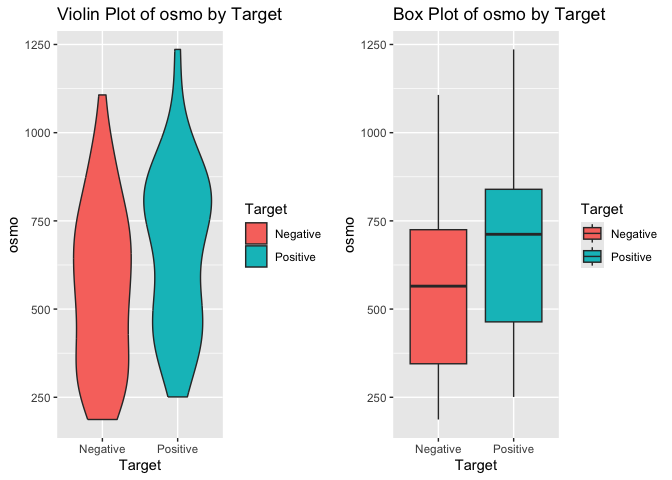 Violin Plot of osmo by Target
osmo
1250
1000
750
500
250
Negative Positive
Target
Target
Negative
Positive
Box Plot of osmo by Target
osmo
1250
1000
750
500
250
Negative Positive
Target
Target
Negative
Positive